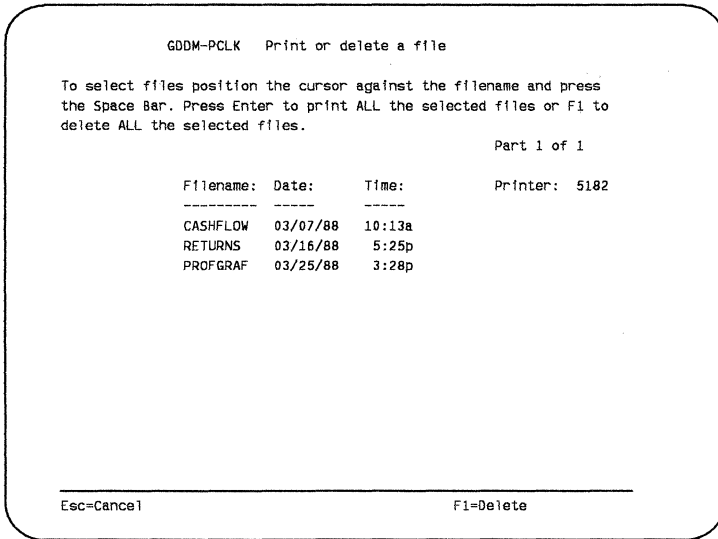 GDDM-PCLK Print or delete a file
To select files position the cursor against the filename and press
the Space Bar. Press Enter to print ALL the selected files or F1 to
delete ALL the selected files.
Part 1 of 1
Filename: Date: Time: Printer: 5182
--------- ----- -----
CASHFLOW 03/07/88 10:13a
RETURNS 03/16/88 5:25p
PROFGRAF 03/25/88 3:28p
Esc=Cancel F1=Delete